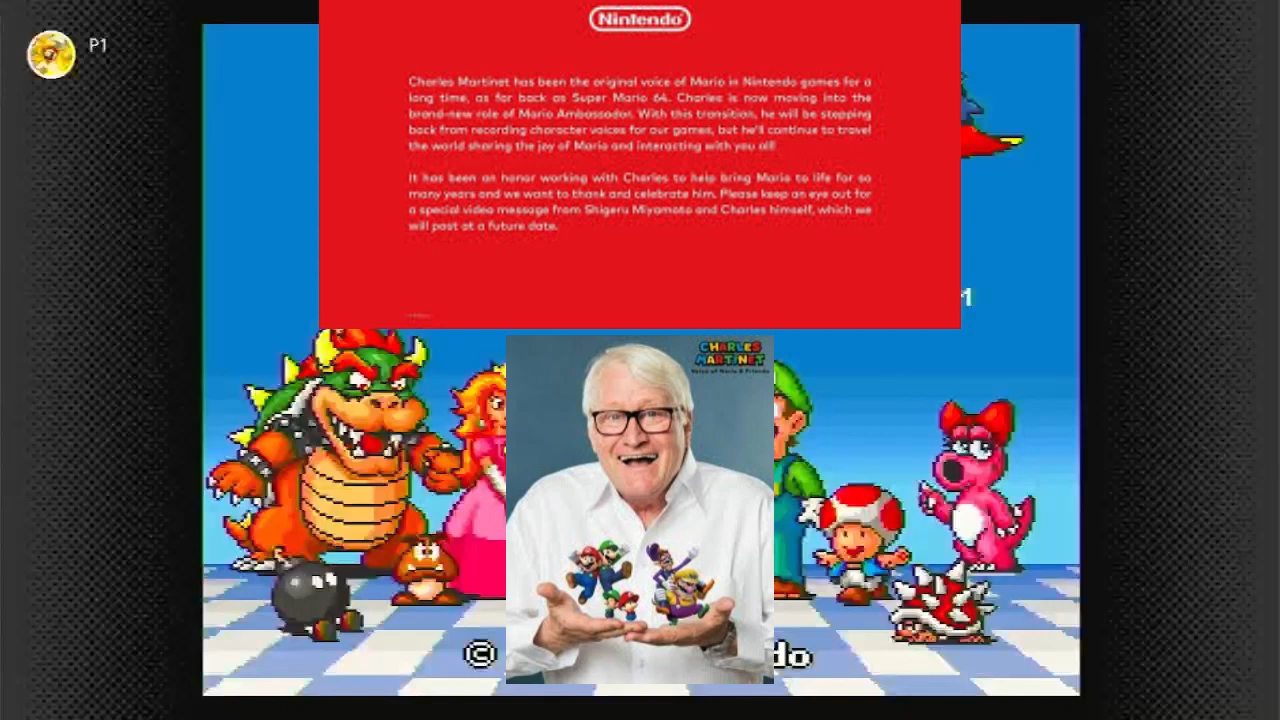 P1
Nintendo
Charles Martinet has been the original voice of Mario in Nintendo games for a
long time, as far back as Super Mario 64. Charles is now moving into the
brand-new role of Mario Ambassador. With this transition, he will be stepping
back from recording character voices for our games, but he'll continue to travel
the world sharing the joy of Mario and interacting with you all!
It has been an honor working with Charles to help bring Mario to life for so
many years and we want to thank and celebrate him. Please keep an eye out for
a special video message from Shigeru Miyamoto and Charles himself, which we
will post at a future date.
1
CHARLES
MARTINET
Voice of Mario & Friends
©
do